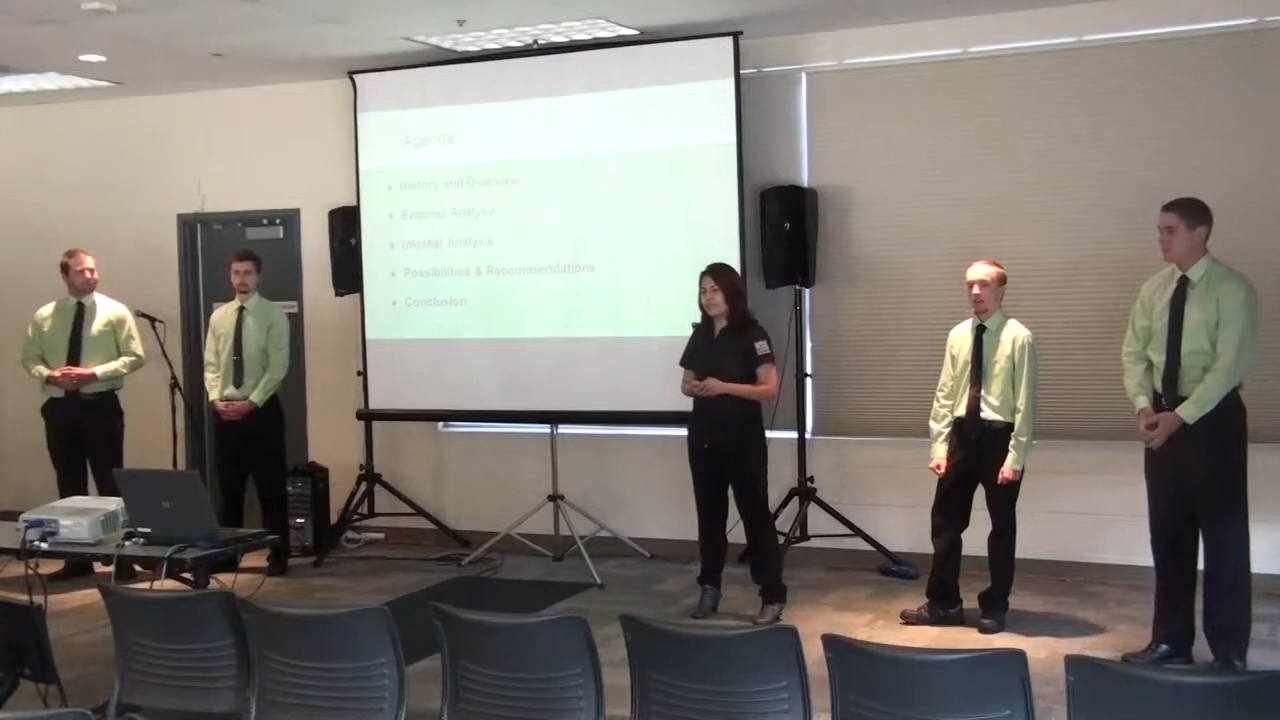 Agenda
• History and Overview
• External Analysis
• Internal Analysis
• Possibilities & Recommendations
• Conclusion